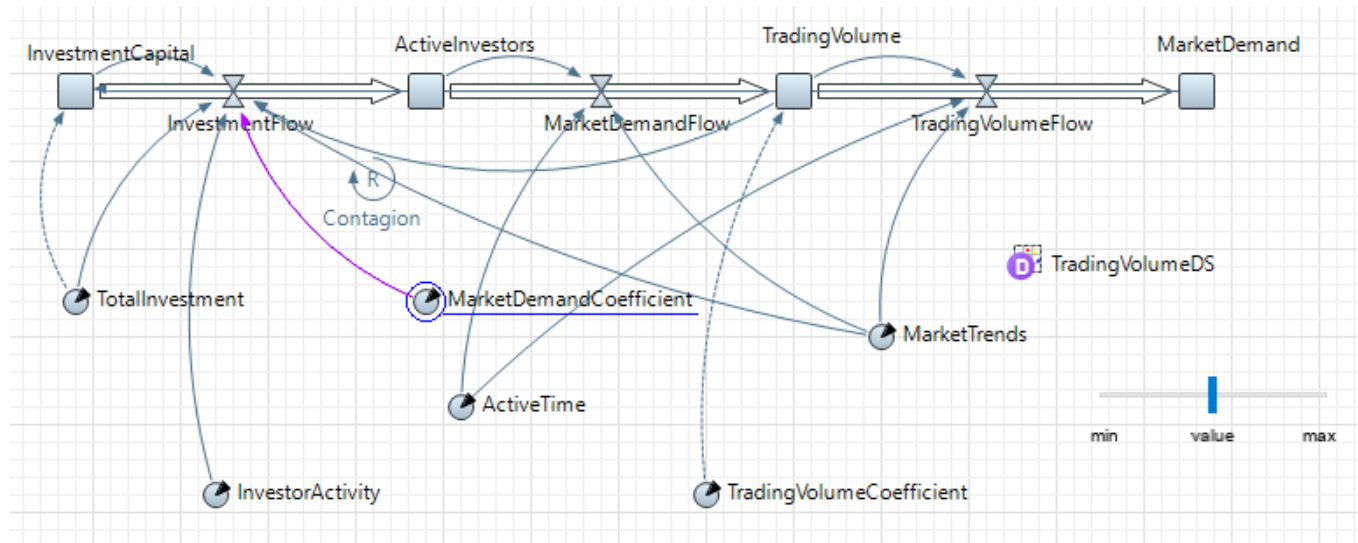 InvestmentCapital
ActiveInvestors
TradingVolume
MarketDemand
InvestmentFlow
MarketDemandFlow
TradingVolumeFlow
R
Contagion
D
TradingVolumeDS
TotalInvestment
MarketDemandCoefficient
MarketTrends
ActiveTime
min
value
max
InvestorActivity
TradingVolumeCoefficient